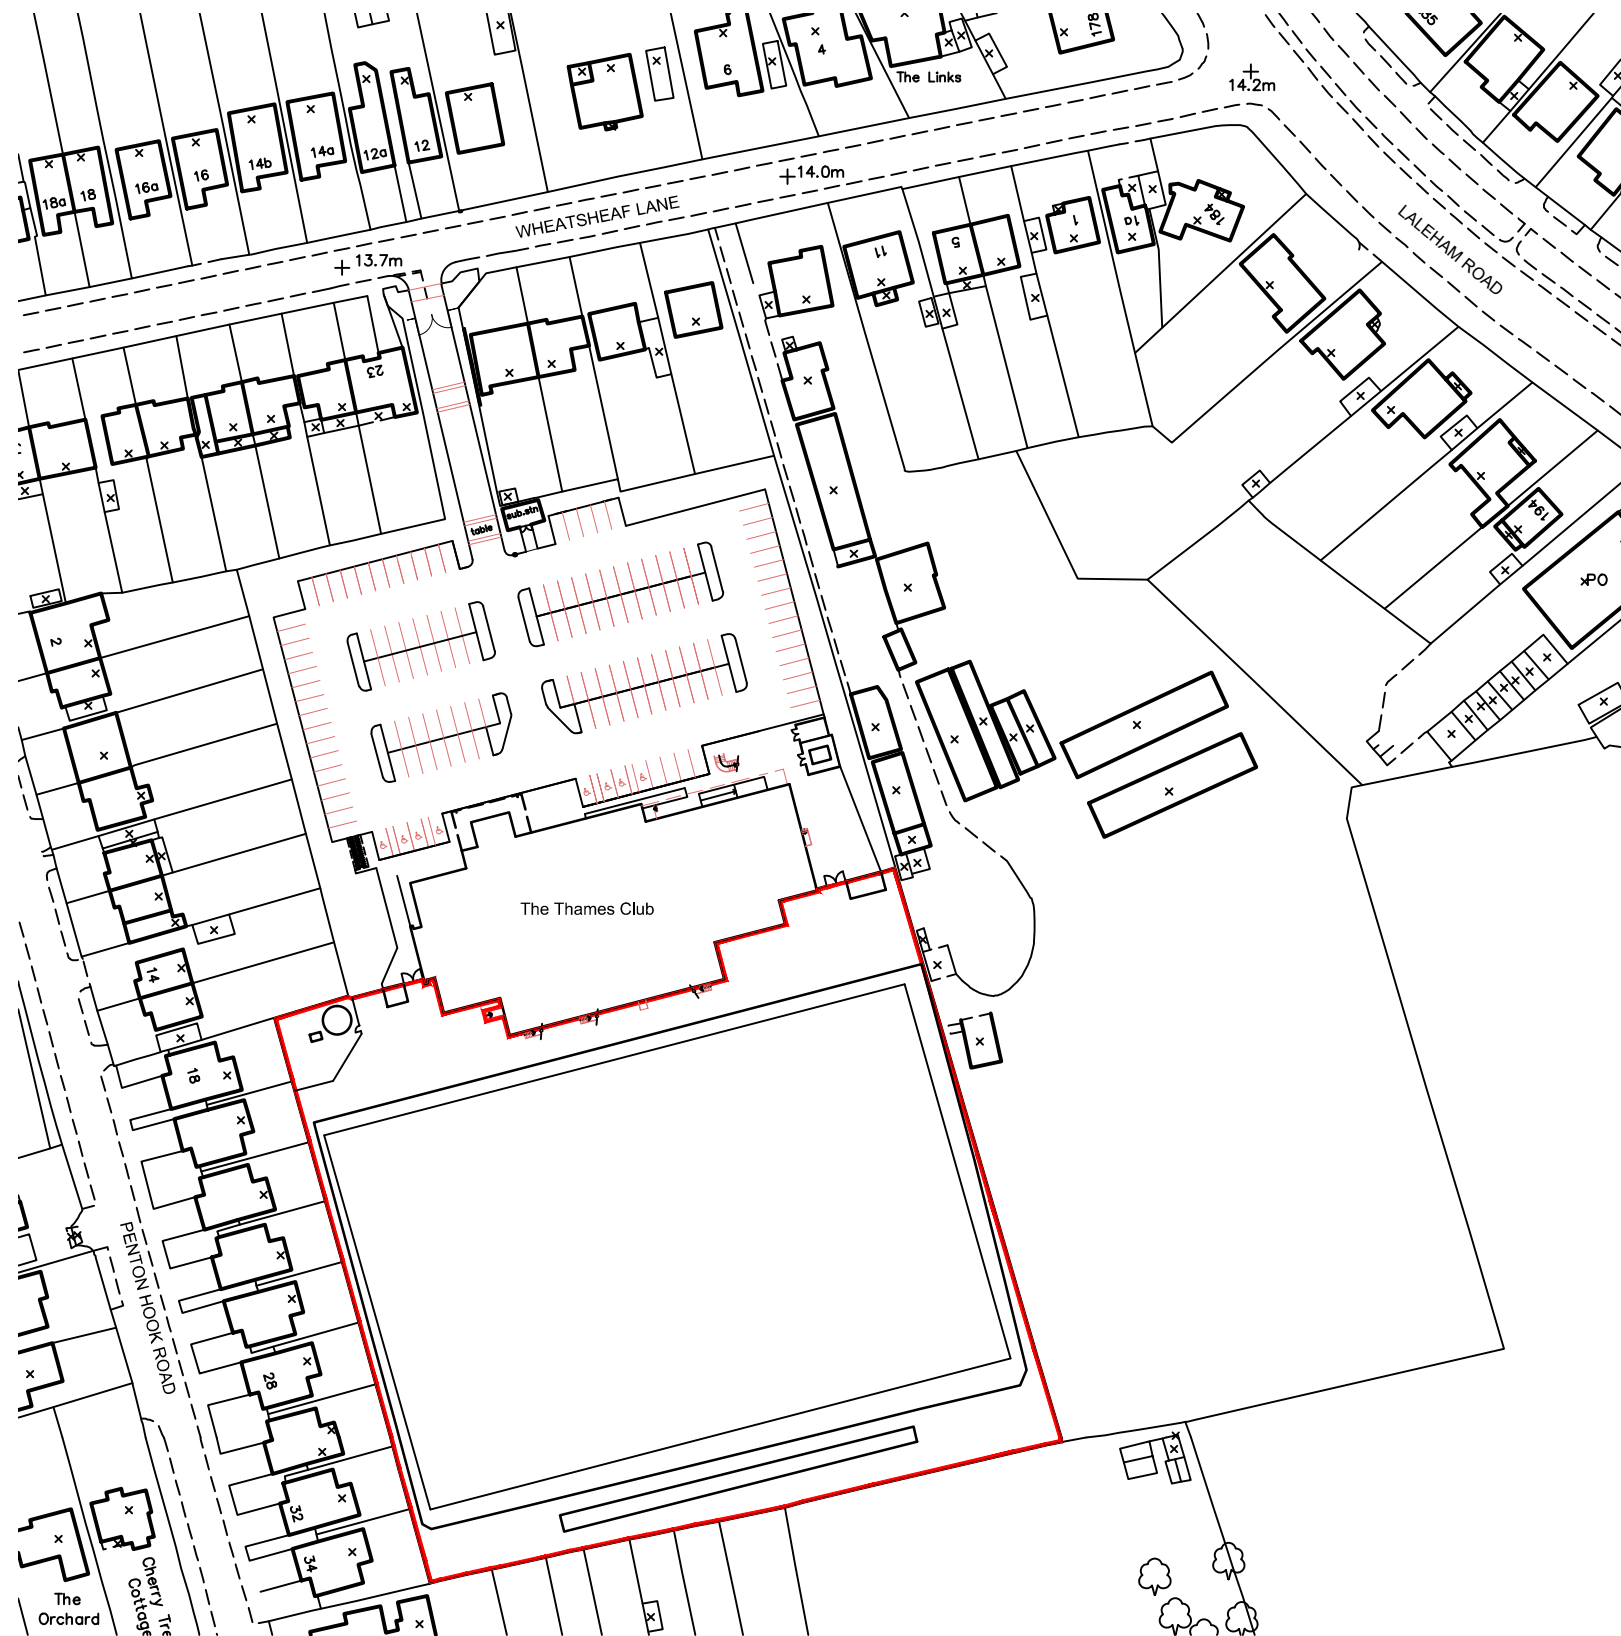 35
178
4
6
The Links
14.2m
12
12a
14a
14b
16
16a
18
18a
14.0m
WHEATSHEAF LANE
13.7m
184
1a
1
5
11
LALEHAM ROAD
23
194
sub.stn
table
PO
2
The Thames Club
14
18
PENTON HOOK ROAD
28
32
34
Cherry Tre
Cottage
The
Orchard